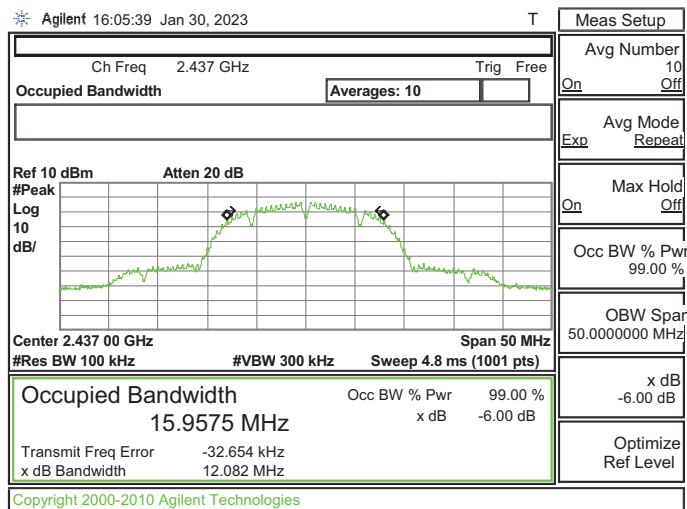 Agilent 16:05:39 Jan 30, 2023 T
Meas Setup
Ch Freq 2.437 GHz Trig Free
Occupied Bandwidth Averages: 10
Ref 10 dBm Atten 20 dB
#Peak
Log
10
dB/
Center 2.437 00 GHz Span 50 MHz
#Res BW 100 kHz #VBW 300 kHz Sweep 4.8 ms (1001 pts)
Occupied Bandwidth Occ BW % Pwr 99.00 %
15.9575 MHz x dB -6.00 dB
Transmit Freq Error -32.654 kHz
x dB Bandwidth 12.082 kHz
Avg Number
10
On Off
Avg Mode
Exp Repeat
Max Hold
On Off
Occ BW % Pwr
99.00 %
OBW Span
50.0000000 MHz
x dB
-6.00 dB
Optimize
Ref Level
Copyright 2000-2010 Agilent Technologies